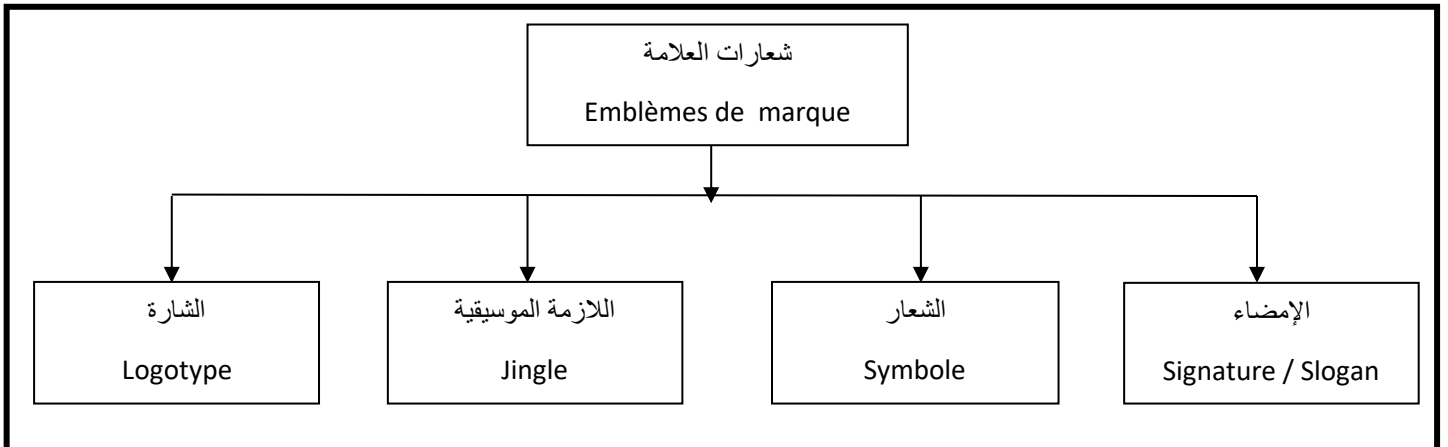 شعارات العلامة
Emblèmes de marque
الشارة
Logotype
اللازمة الموسيقية
Jingle
الشعار
Symbole
الإمضاء
Signature / Slogan